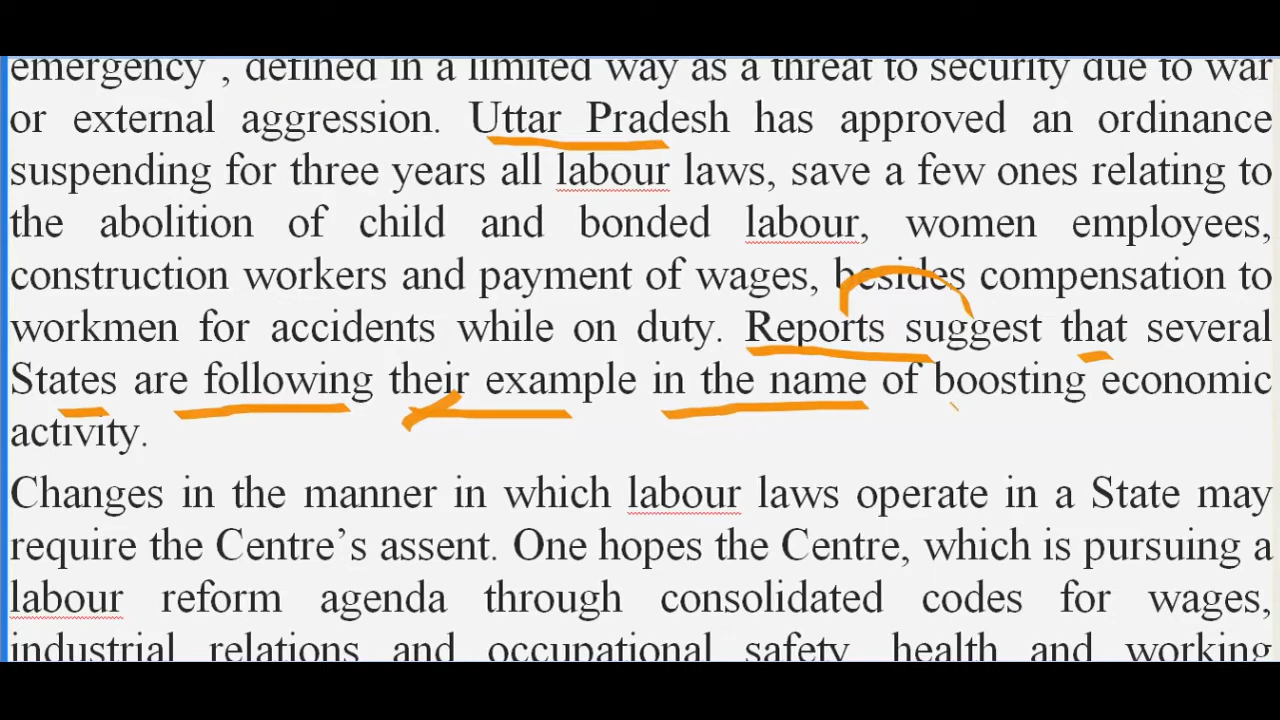 emergency', defined in a limited way as a threat to security due to war
or external aggression. Uttar Pradesh has approved an ordinance
suspending for three years all labour laws, save a few ones relating to
the abolition of child and bonded labour, women employees,
construction workers and payment of wages, besides compensation to
workmen for accidents while on duty. Reports suggest that several
States are following their example in the name of boosting economic
activity.
Changes in the manner in which labour laws operate in a State may
require the Centre's assent. One hopes the Centre, which is pursuing a
labour reform agenda through consolidated codes for wages,
industrial relations and occupational safety, health and working